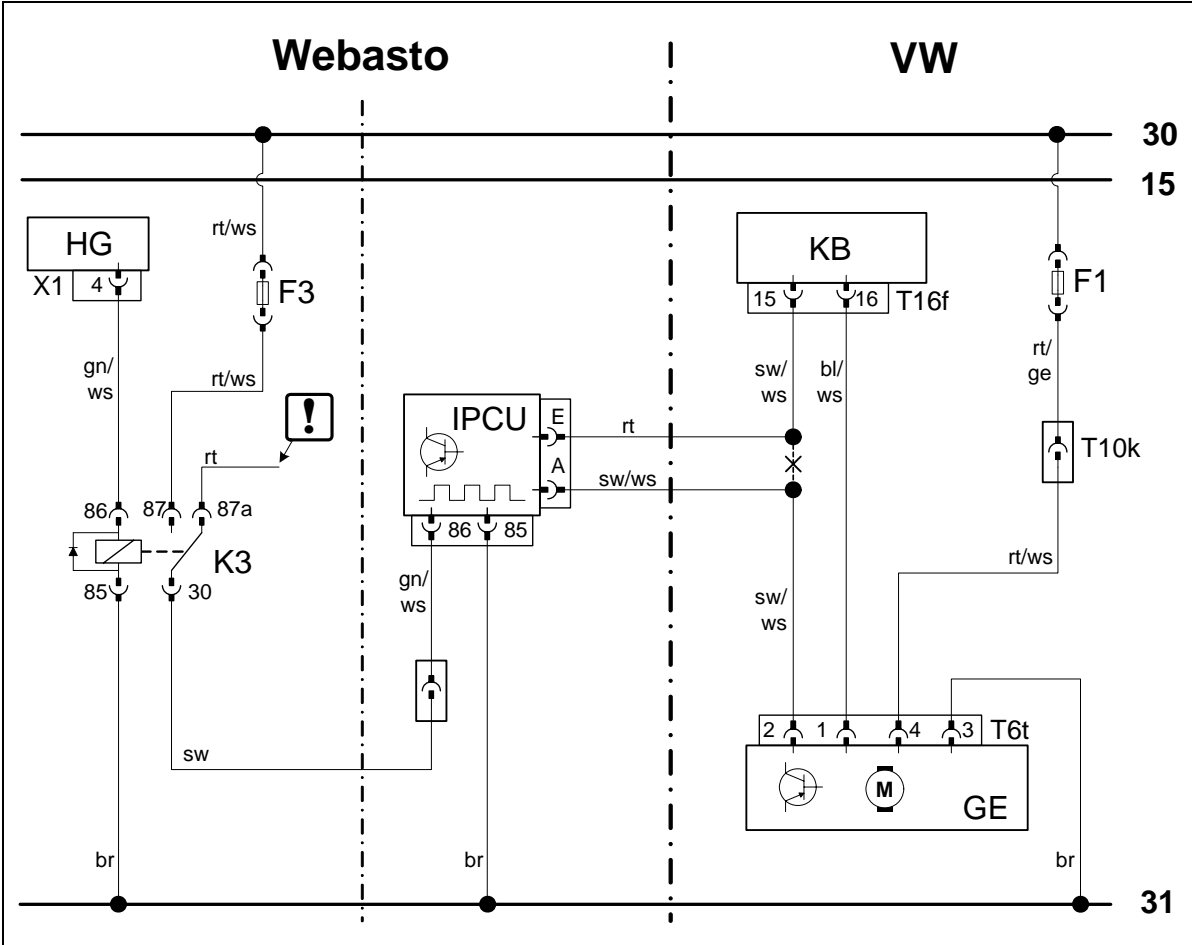 Webasto
VW
30
15
HG
X1
4
rt/ws
F3
KB
15
16
T16f
F1
gn/
ws
rt/ws
!
rt
IPCU
E
A
rt
sw/ws
sw/
ws
bl/
ws
rt/
ge
T10k
86
87
87a
K3
85
30
86
85
gn/
ws
sw/
ws
rt/ws
sw
2
1
4
3
T6t
M
GE
br
br
br
31